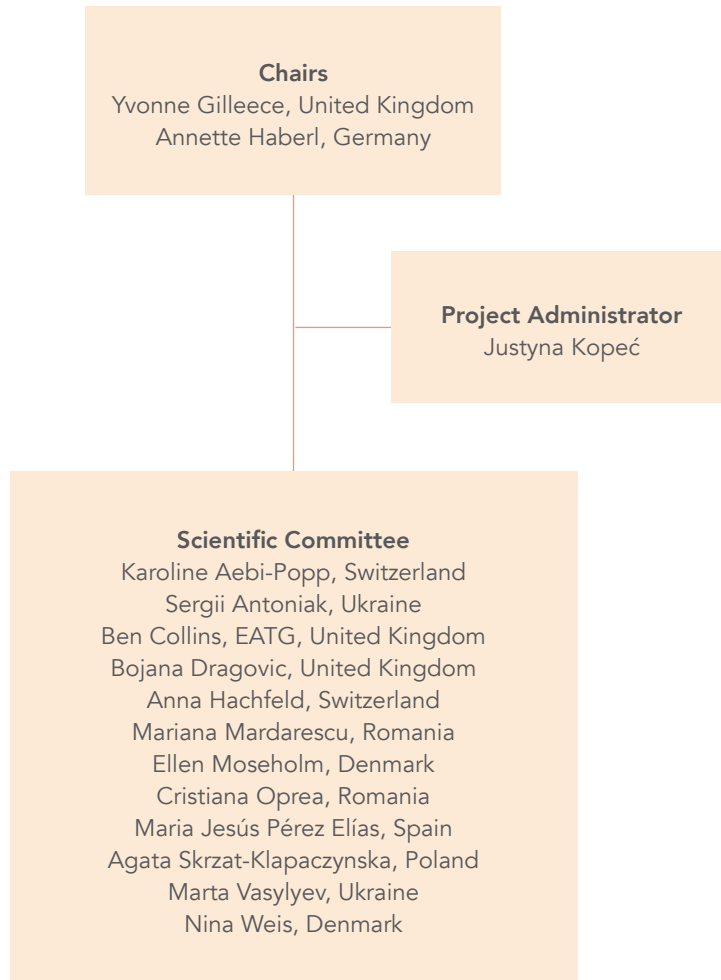 Chairs
Yvonne Gilleece, United Kingdom
Annette Haberl, Germany
Project Administrator
Justyna Kopeć
Scientific Committee
Karoline Aebi-Popp, Switzerland
Sergii Antoniak, Ukraine
Ben Collins, EATG, United Kingdom
Bojana Dragovic, United Kingdom
Anna Hachfeld, Switzerland
Mariana Mardarescu, Romania
Ellen Moseholm, Denmark
Cristiana Oprea, Romania
Maria Jesús Pérez Elías, Spain
Agata Skrzat-Klapaczynska, Poland
Marta Vasylyev, Ukraine
Nina Weis, Denmark